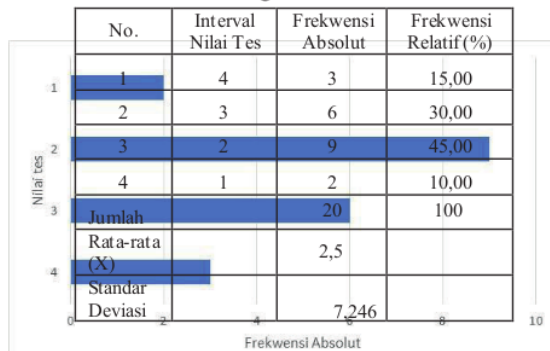 No. Interval Nilai Tes Frekwensi Absolut Frekwensi Relatif (%)
1 4 3 15,00
2 3 6 30,00
3 2 9 45,00
4 1 2 10,00
Jumlah 20 100
Rata-rata (X) 2,5
Standar Deviasi 7,246
Nilai tes
1
2
3
4
0 2 4 6 8 10
Frekwensi Absolut